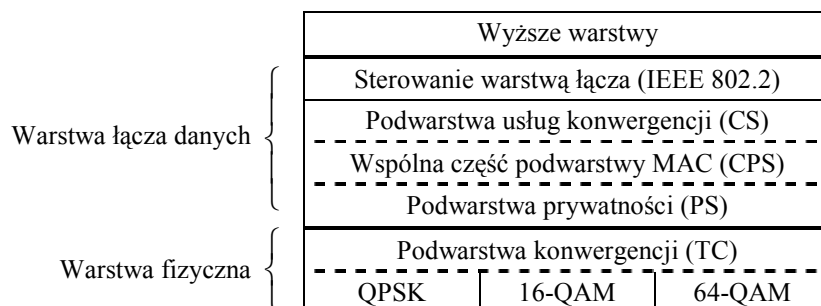 Wyższe warstwy
Sterowanie warstwą łącza (IEEE 802.2)
Warstwa łącza danych
Podwarstwa usług konwergencji (CS)
Wspólna część podwarstwy MAC (CPS)
Podwarstwa prywatności (PS)
Warstwa fizyczna
Podwarstwa konwergencji (TC)
QPSK 16-QAM 64-QAM